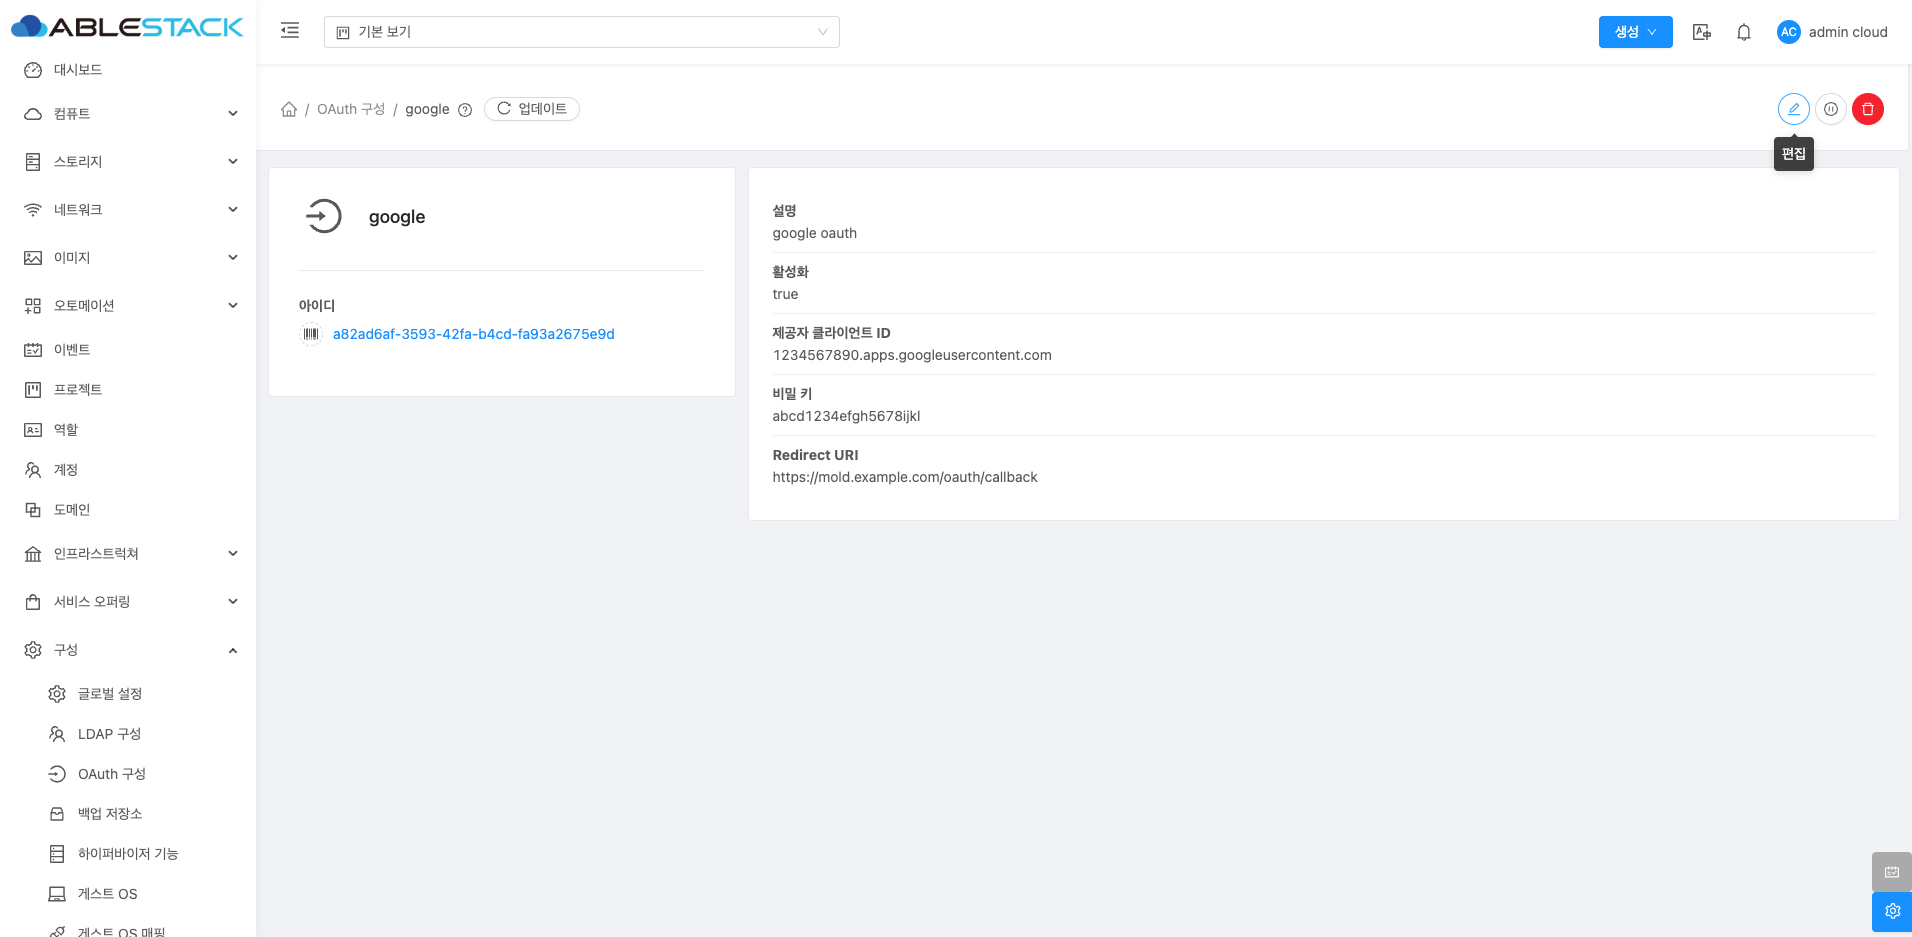 ABLESTACK
기본 보기
생성
AC
admin cloud
대시보드
컴퓨트
스토리지
네트워크
이미지
오토메이션
이벤트
프로젝트
역할
계정
도메인
인프라스트럭쳐
서비스 오퍼링
구성
글로벌 설정
LDAP 구성
OAuth 구성
백업 저장소
하이퍼바이저 기능
게스트 OS
게스트 OS 매핑
/ OAuth 구성 / google
업데이트
편집
google
아이디
a82ad6af-3593-42fa-b4cd-fa93a2675e9d
설명
google oauth
활성화
true
제공자 클라이언트 ID
1234567890.apps.googleusercontent.com
비밀 키
abcd1234efgh5678ijkl
Redirect URI
https://mold.example.com/oauth/callback